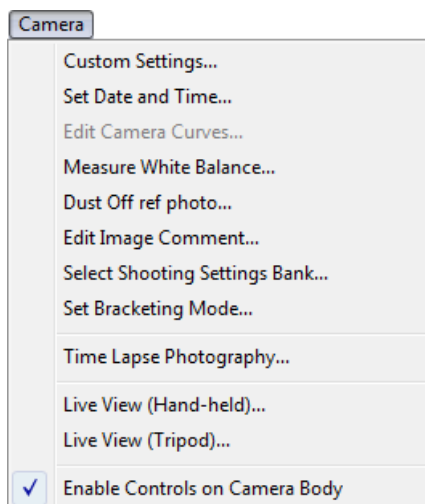 Camera
Custom Settings...
Set Date and Time...
Edit Camera Curves...
Measure White Balance...
Dust Off ref photo...
Edit Image Comment...
Select Shooting Settings Bank...
Set Bracketing Mode...
Time Lapse Photography...
Live View (Hand-held)...
Live View (Tripod)...
Enable Controls on Camera Body